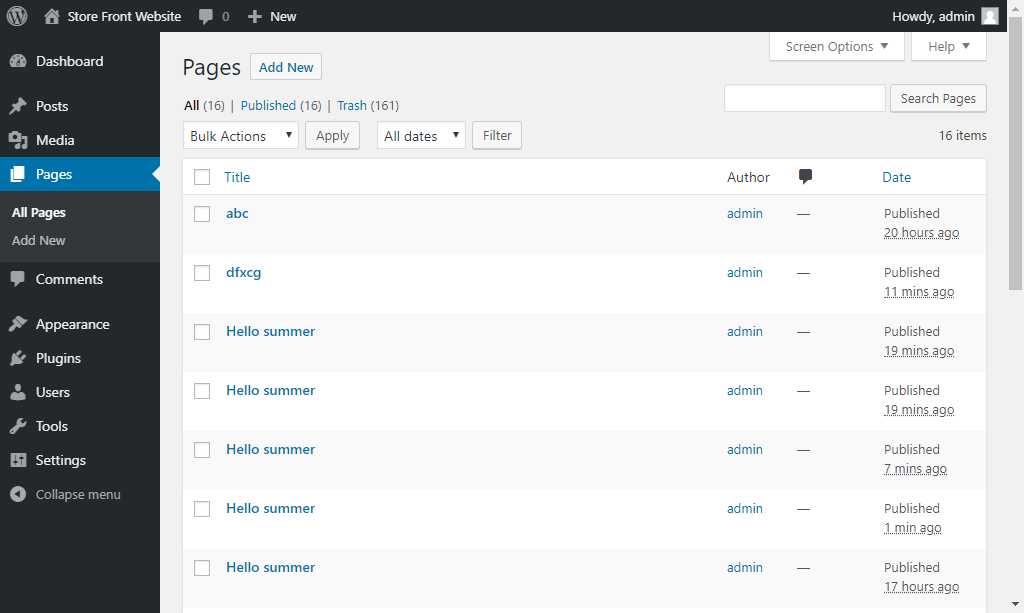 Store Front Website 0 New Howdy, admin
Screen Options Help
Dashboard
Posts
Media
Pages
All Pages
Add New
Comments
Appearance
Plugins
Users
Tools
Settings
Collapse menu
Pages Add New
All (16) | Published (16) | Trash (161)
Search Pages
Bulk Actions Apply All dates Filter 16 items
Title Author Date
abc admin — Published
20 hours ago
dfxcg admin — Published
11 mins ago
Hello summer admin — Published
19 mins ago
Hello summer admin — Published
19 mins ago
Hello summer admin — Published
7 mins ago
Hello summer admin — Published
1 min ago
Hello summer admin — Published
17 hours ago